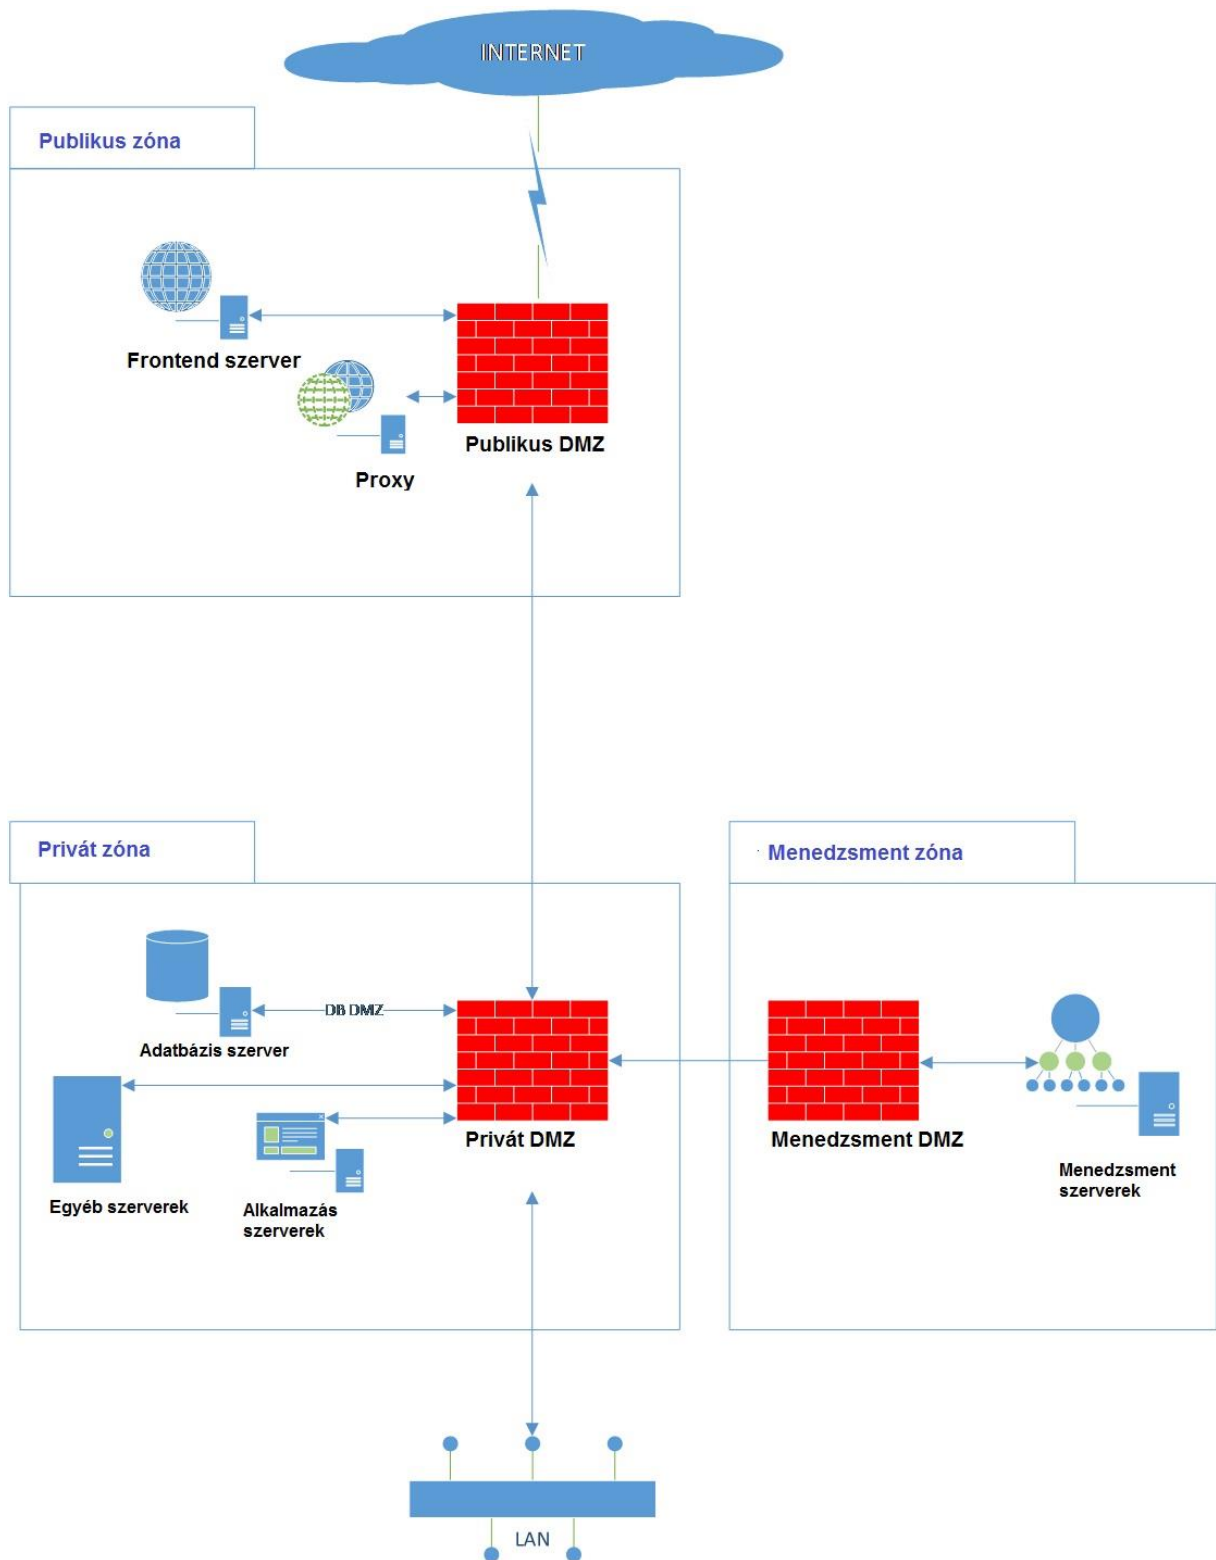 INTERNET
Publikus zóna
Frontend szerver
Publikus DMZ
Proxy
Privát zóna
Menedzsment zóna
DB DMZ
Adatbázis szerver
Privát DMZ
Menedzsment DMZ
Egyéb szerverek
Alkalmazás
szerverek
Menedzsment
szerverek
LAN